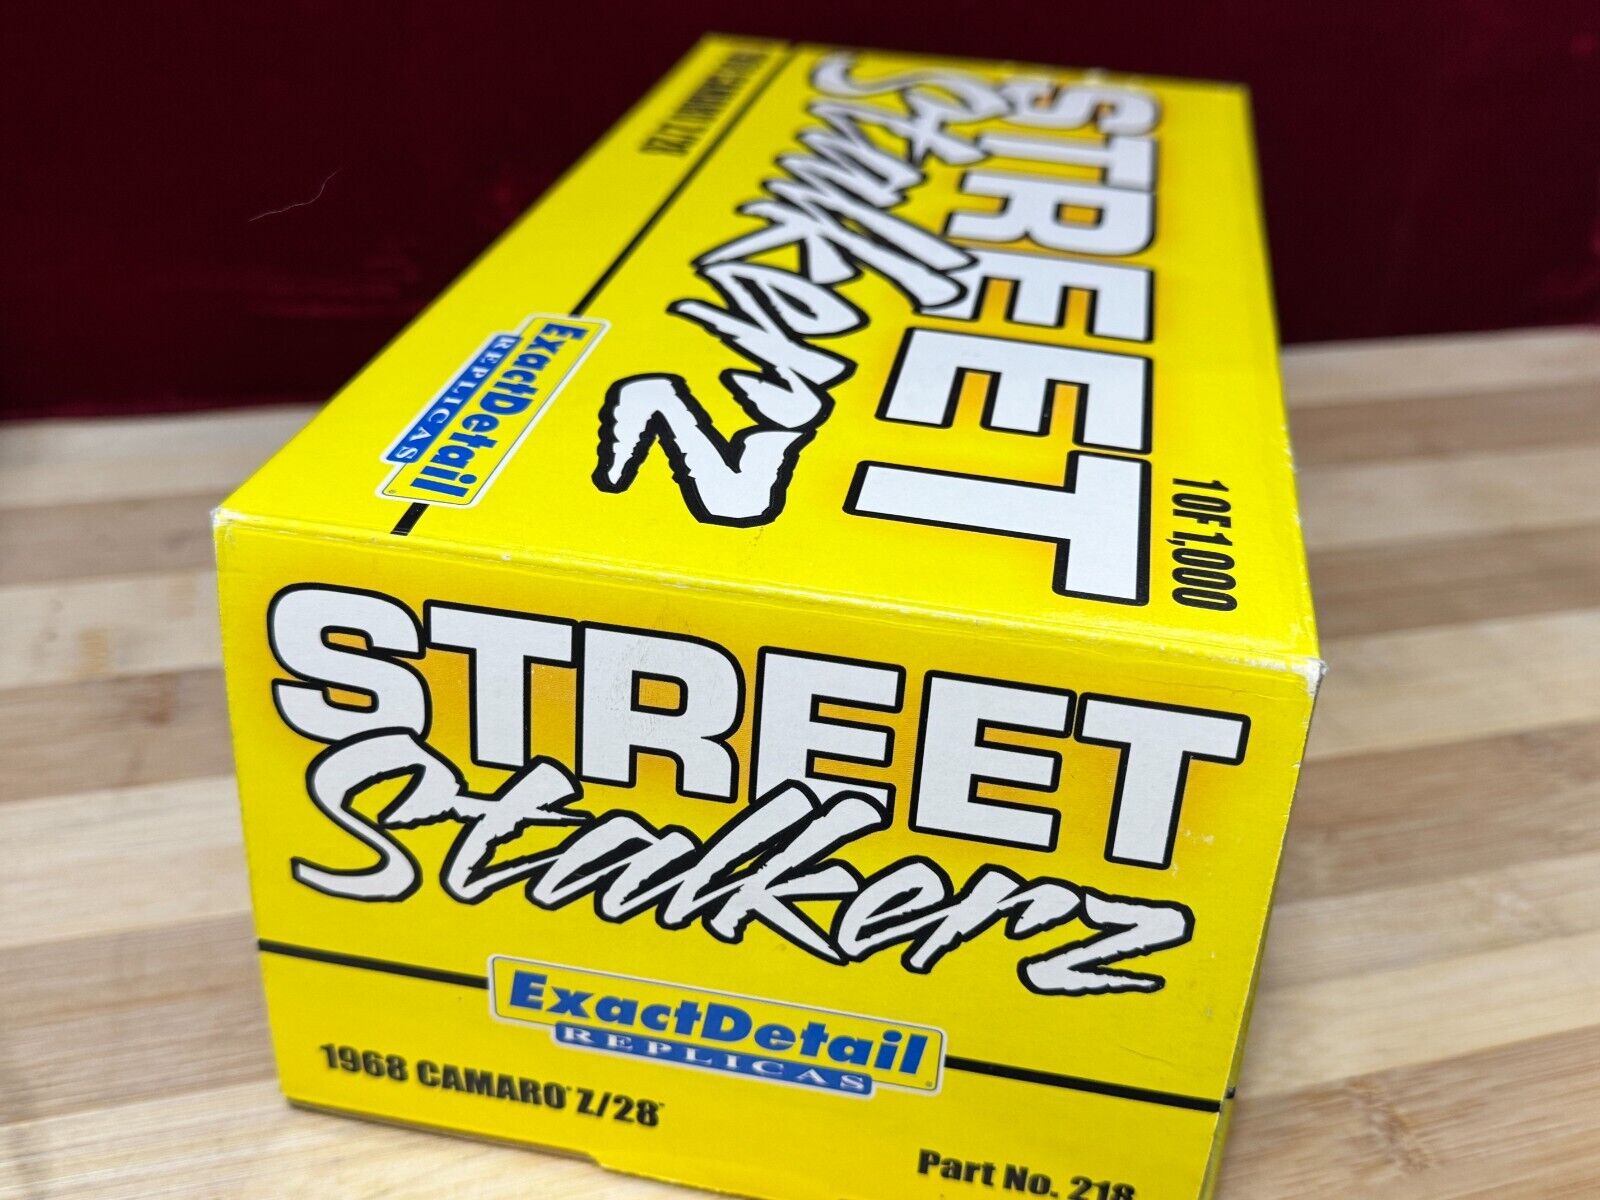 STREET
Stalkerz
1 OF 1,000
ExactDetail
REPLICAS
STREET
Stalkerz
ExactDetail
REPLICAS
1968 CAMARO Z/28
Part No. 218